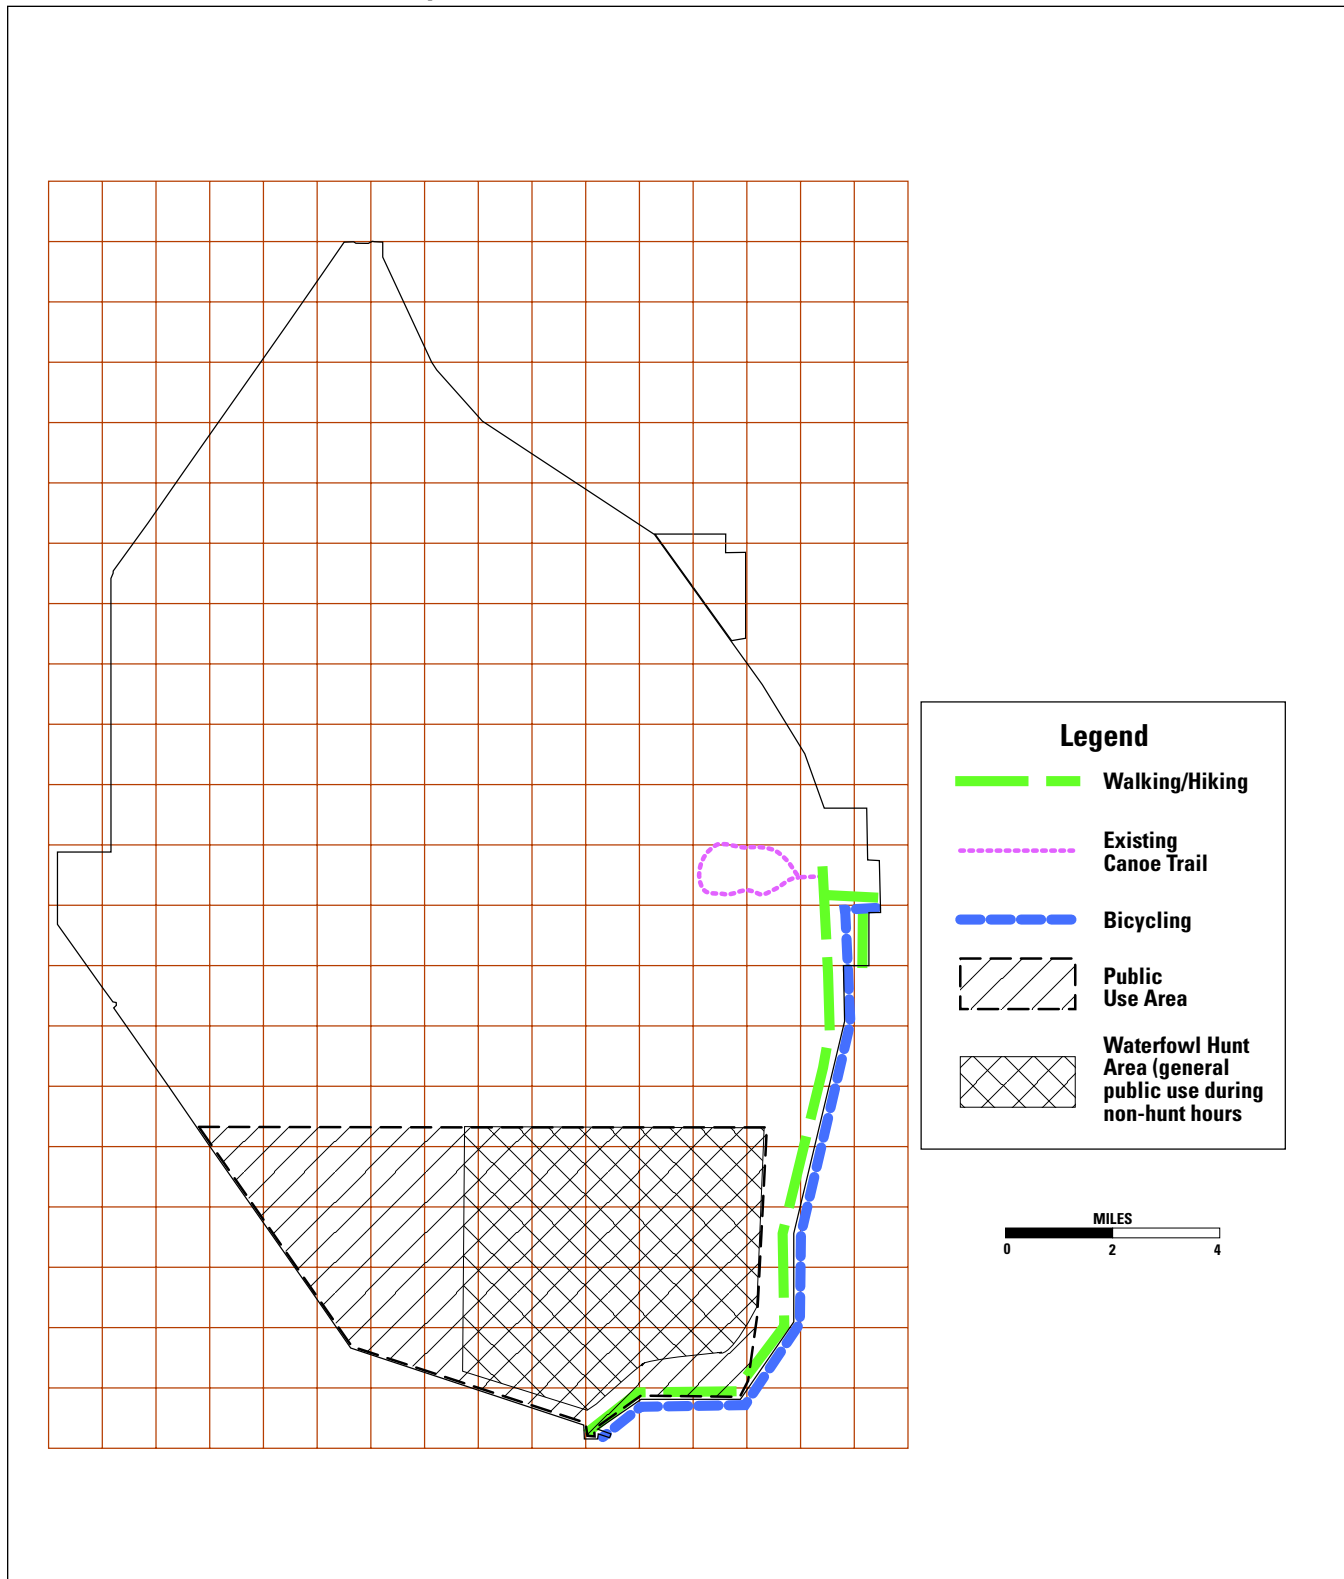 Legend
Walking/Hiking
Existing
Canoe Trail
Bicycling
Public
Use Area
Waterfowl Hunt
Area (general
public use during
non-hunt hours
MILES
0 2 4